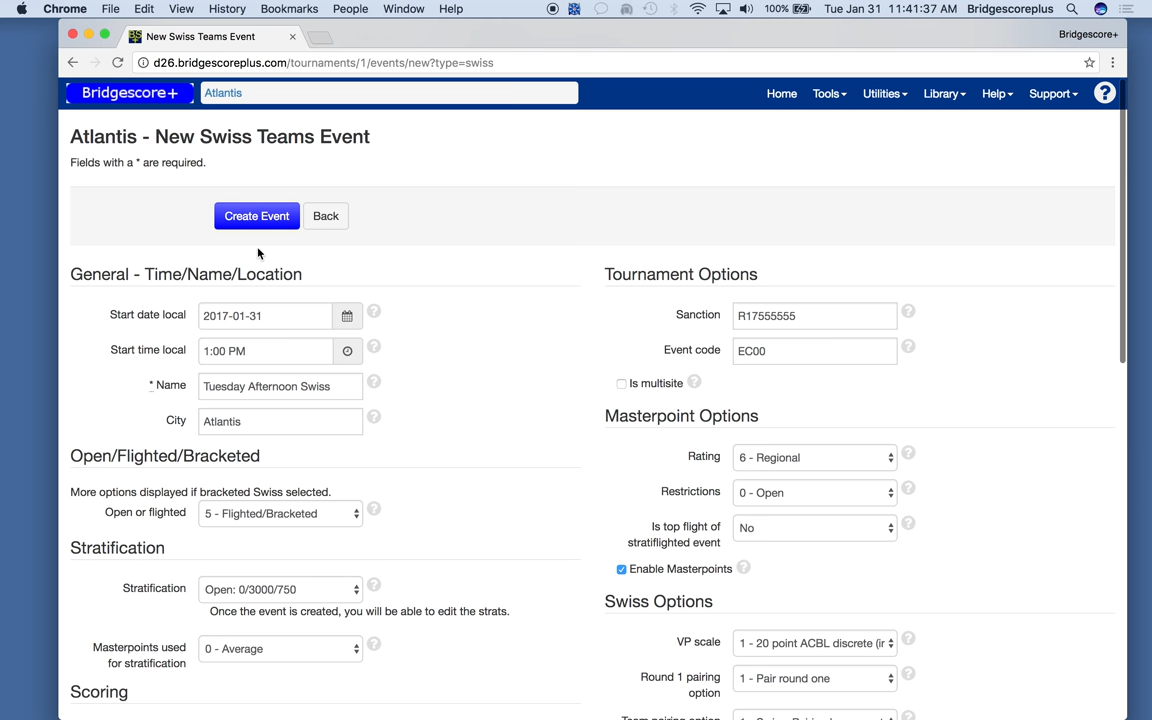 Chrome File Edit View History Bookmarks People Window Help 100% Tue Jan 31 11:41:37 AM Bridgescoreplus
New Swiss Teams Event Bridgescore+
d26.bridgescoreplus.com/tournaments/1/events/new?type=swiss
Bridgescore+ Atlantis Home Tools Utilities Library Help Support ?
Atlantis - New Swiss Teams Event
Fields with a * are required.
Create Event Back
General - Time/Name/Location
Start date local 2017-01-31
Start time local 1:00 PM
* Name Tuesday Afternoon Swiss
City Atlantis
Open/Flighted/Bracketed
More options displayed if bracketed Swiss selected.
Open or flighted 5 - Flighted/Bracketed
Stratification
Stratification Open: 0/3000/750
Once the event is created, you will be able to edit the strats.
Masterpoints used
for stratification 0 - Average
Scoring
Tournament Options
Sanction R17555555
Event code EC00
Is multisite
Masterpoint Options
Rating 6 - Regional
Restrictions 0 - Open
Is top flight of
stratiflighted event No
Enable Masterpoints
Swiss Options
VP scale 1 - 20 point ACBL discrete (ir
Round 1 pairing
option 1 - Pair round one